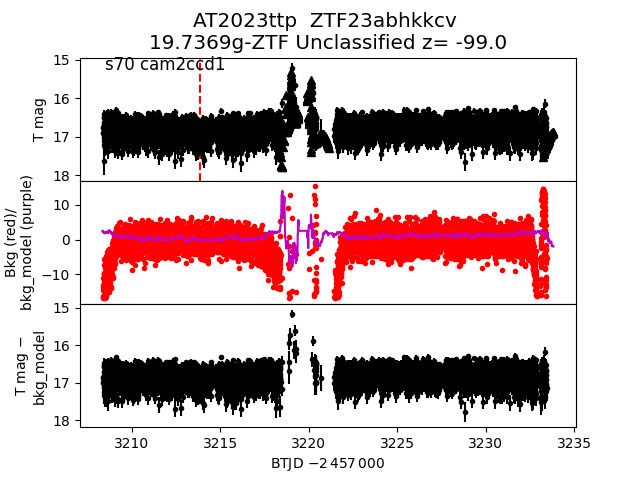 AT2023ttp  ZTF23abhkkcv
19.7369g-ZTF Unclassified z= -99.0
s70 cam2ccd1
15
16
17
18
T mag
10
0
−10
Bkg (red)/
bkg_model (purple)
15
16
17
18
T mag −
bkg_model
3210 3215 3220 3225 3230 3235
BTJD −2 457 000